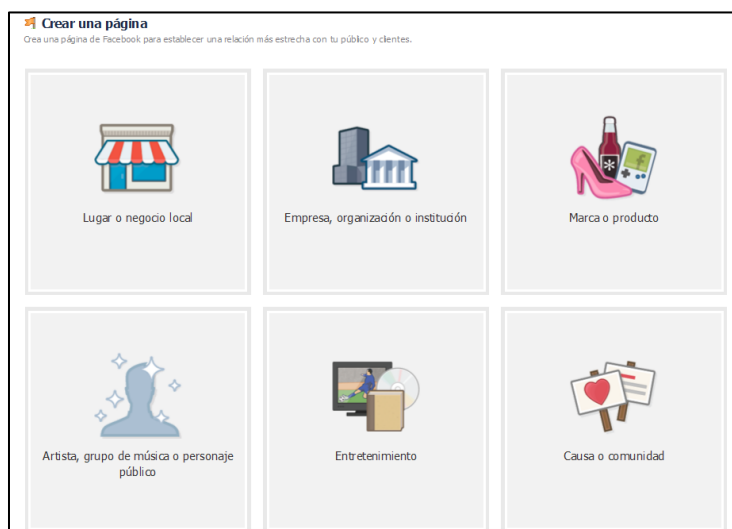 Crear una página
Crea una página de Facebook para establecer una relación más estrecha con tu público y clientes.
Lugar o negocio local
Empresa, organización o institución
Marca o producto
Artista, grupo de música o personaje
público
Entretenimiento
Causa o comunidad